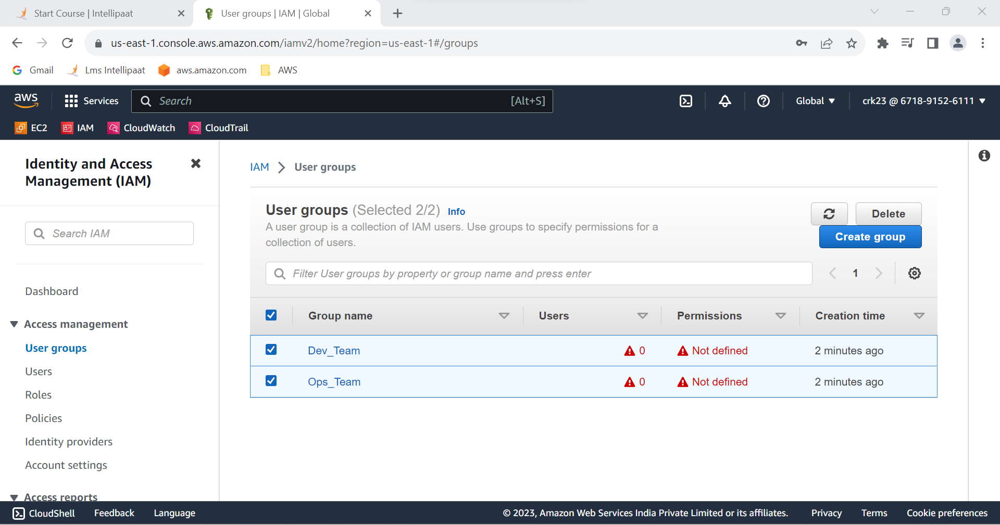 Start Course | Intellipaat
User groups | IAM | Global
us-east-1.console.aws.amazon.com/iamv2/home?region=us-east-1#/groups
Gmail
Lms Intellipaat
aws.amazon.com
AWS
aws
Services
Search
[Alt+S]
Global
crk23 @ 6718-9152-6111
EC2
IAM
CloudWatch
CloudTrail
Identity and Access
Management (IAM)
Search IAM
Dashboard
Access management
User groups
Users
Roles
Policies
Identity providers
Account settings
Access reports
IAM > User groups
User groups (Selected 2/2) Info
A user group is a collection of IAM users. Use groups to specify permissions for a
collection of users.
Delete
Create group
Filter User groups by property or group name and press enter
1
Group name Users Permissions Creation time
Dev_Team 0 Not defined 2 minutes ago
Ops_Team 0 Not defined 2 minutes ago
CloudShell Feedback Language
© 2023, Amazon Web Services India Private Limited or its affiliates. Privacy Terms Cookie preferences